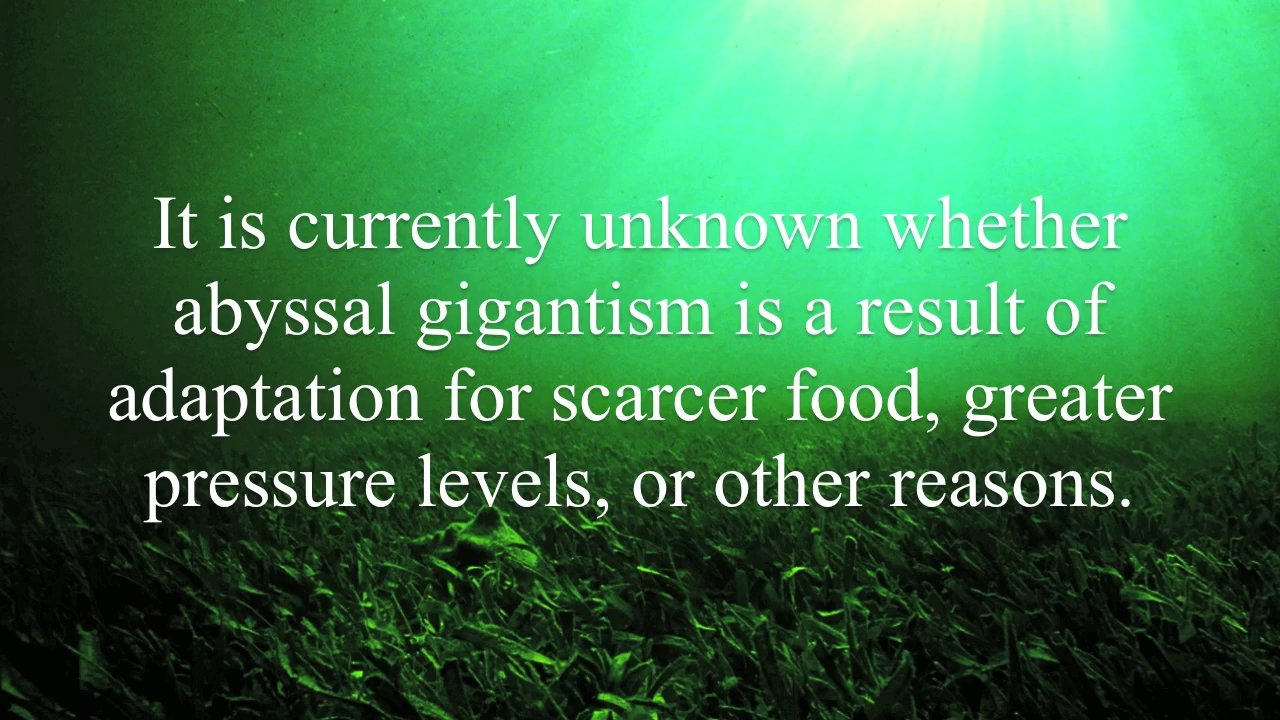 It is currently unknown whether
abyssal gigantism is a result of
adaptation for scarcer food, greater
pressure levels, or other reasons.